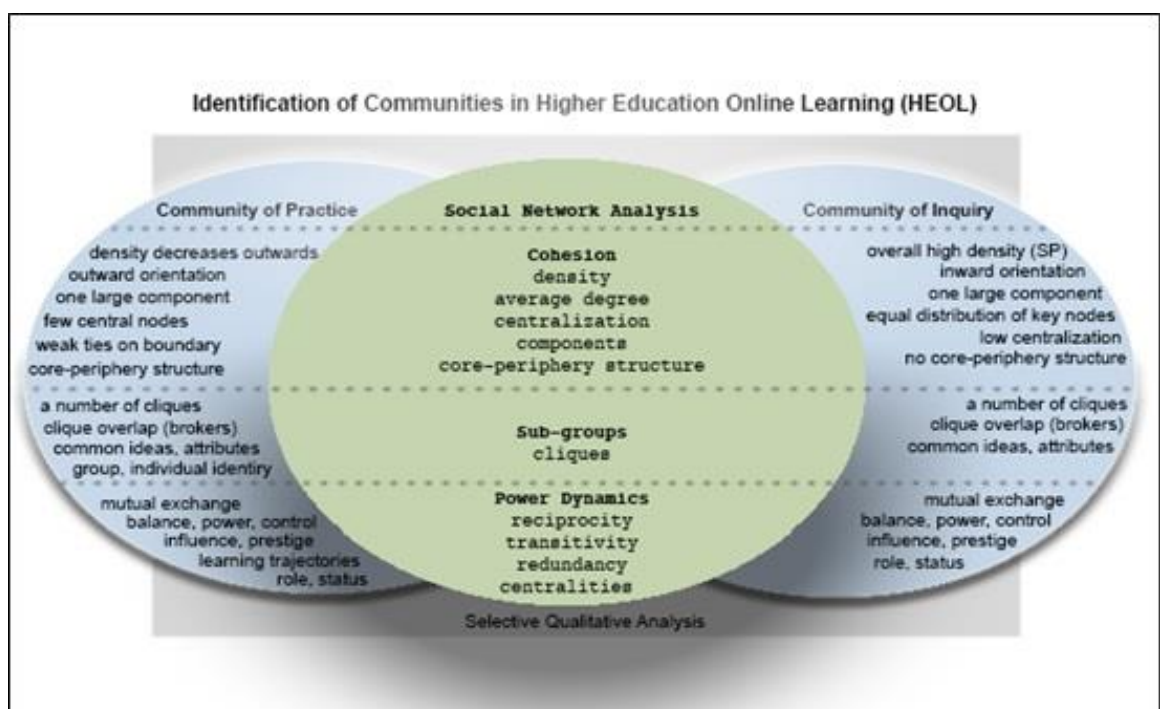 Identification of Communities in Higher Education Online Learning (HEOL)
Community of Practice
density decreases outwards
outward orientation
one large component
few central nodes
weak ties on boundary
core-periphery structure
a number of cliques
clique overlap (brokers)
common ideas, attributes
group, individual identiry
mutual exchange
balance, power, control
influence, prestige
learning trajectories
role, status
Social Network Analysis
Cohesion
density
average degree
centralization
components
core-periphery structure
Sub-groups
cliques
Power Dynamics
reciprocity
transitivity
redundancy
centralities
Community of Inquiry
overall high density (SP)
inward orientation
one large component
equal distribution of key nodes
low centralization
no core-periphery structure
a number of cliques
clique overlap (brokers)
common ideas, attributes
mutual exchange
balance, power, control
influence, prestige
role, status
Selective Qualitative Analysis